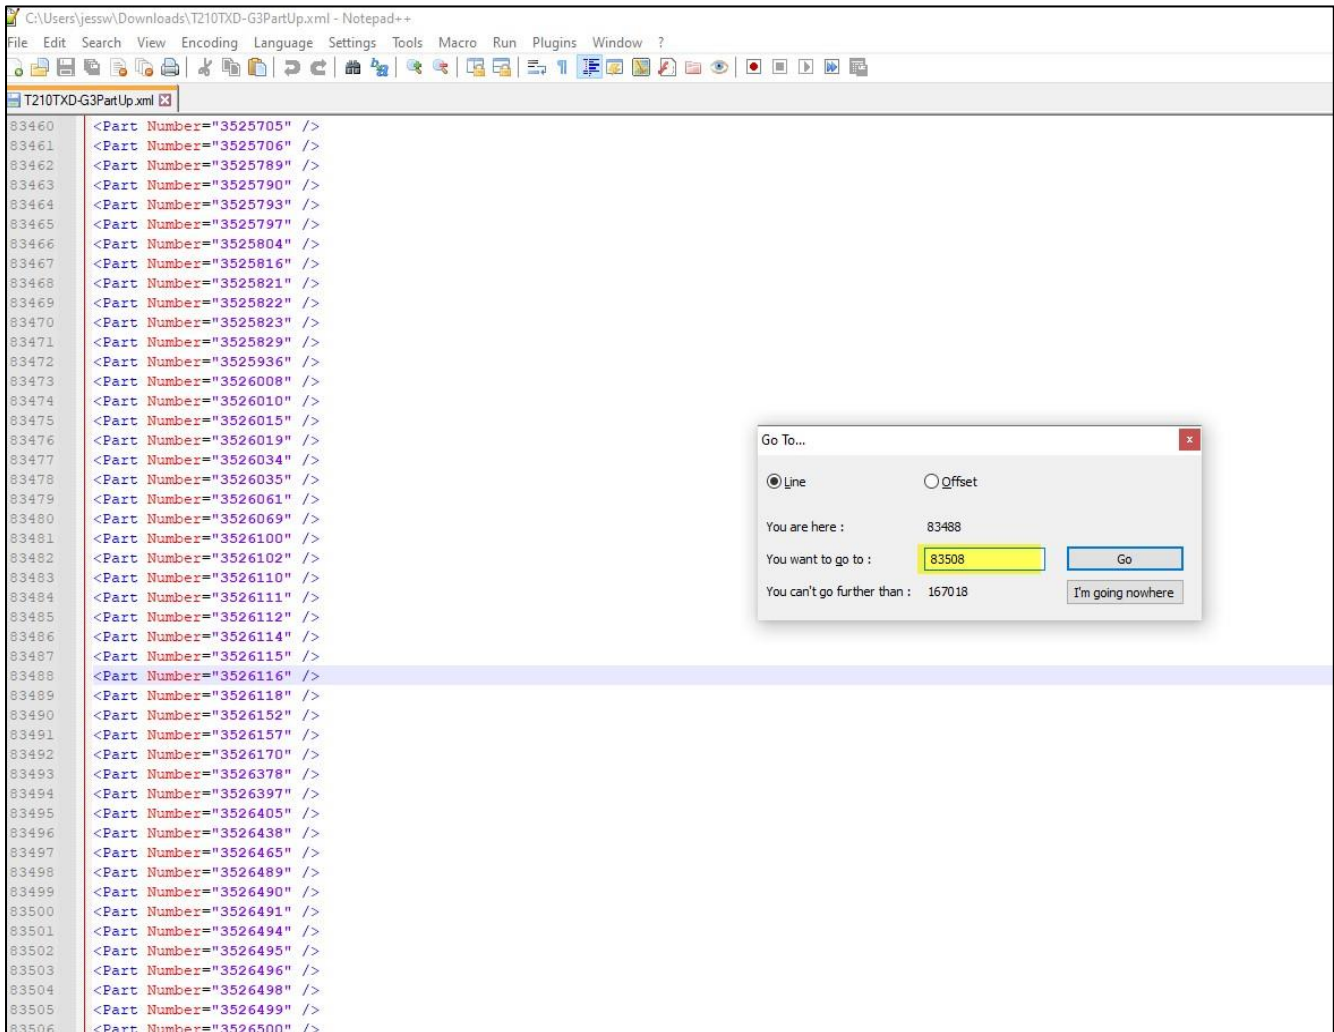 C:\Users\jessw\Downloads\T210TXD-G3PartUp.xml - Notepad++
File Edit Search View Encoding Language Settings Tools Macro Run Plugins Window ?
T210TXD-G3PartUp.xml
83460 <Part Number="3525705" />
83461 <Part Number="3525706" />
83462 <Part Number="3525789" />
83463 <Part Number="3525790" />
83464 <Part Number="3525793" />
83465 <Part Number="3525797" />
83466 <Part Number="3525804" />
83467 <Part Number="3525816" />
83468 <Part Number="3525821" />
83469 <Part Number="3525822" />
83470 <Part Number="3525823" />
83471 <Part Number="3525829" />
83472 <Part Number="3525936" />
83473 <Part Number="3526008" />
83474 <Part Number="3526010" />
83475 <Part Number="3526015" />
83476 <Part Number="3526019" />
83477 <Part Number="3526034" />
83478 <Part Number="3526035" />
83479 <Part Number="3526061" />
83480 <Part Number="3526069" />
83481 <Part Number="3526100" />
83482 <Part Number="3526102" />
83483 <Part Number="3526110" />
83484 <Part Number="3526111" />
83485 <Part Number="3526112" />
83486 <Part Number="3526114" />
83487 <Part Number="3526115" />
83488 <Part Number="3526116" />
83489 <Part Number="3526118" />
83490 <Part Number="3526152" />
83491 <Part Number="3526157" />
83492 <Part Number="3526170" />
83493 <Part Number="3526378" />
83494 <Part Number="3526397" />
83495 <Part Number="3526405" />
83496 <Part Number="3526438" />
83497 <Part Number="3526465" />
83498 <Part Number="3526489" />
83499 <Part Number="3526490" />
83500 <Part Number="3526491" />
83501 <Part Number="3526494" />
83502 <Part Number="3526495" />
83503 <Part Number="3526496" />
83504 <Part Number="3526498" />
83505 <Part Number="3526499" />
83506 <Part Number="3526500" />
Go To...
Line Offset
You are here : 83488
You want to go to : 83508 Go
You can't go further than : 167018 I'm going nowhere